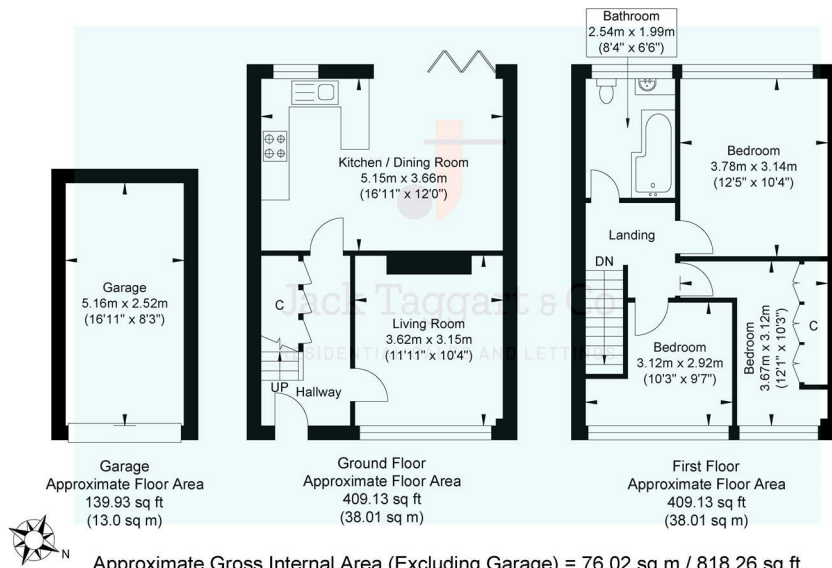 Bathroom
2.54m x 1.99m
(8'4" x 6'6")
Kitchen / Dining Room
5.15m x 3.66m
(16'11" x 12'0")
Bedroom
3.78m x 3.14m
(12'5" x 10'4")
Landing
DN
Garage
5.16m x 2.52m
(16'11" x 8'3")
C
Jack Taggart & Co
RESIDENTIAL AND LETTINGS
Living Room
3.62m x 3.15m
(11'11" x 10'4")
UP
Hallway
Bedroom
3.12m x 2.92m
(10'3" x 9'7")
Bedroom
3.67m x 3.12m
(12'1" x 10'3")
C
Garage
Approximate Floor Area
139.93 sq ft
(13.0 sq m)
Ground Floor
Approximate Floor Area
409.13 sq ft
(38.01 sq m)
First Floor
Approximate Floor Area
409.13 sq ft
(38.01 sq m)
N
Approximate Gross Internal Area (Excluding Garage) = 76.02 sq m / 818.26 sq ft